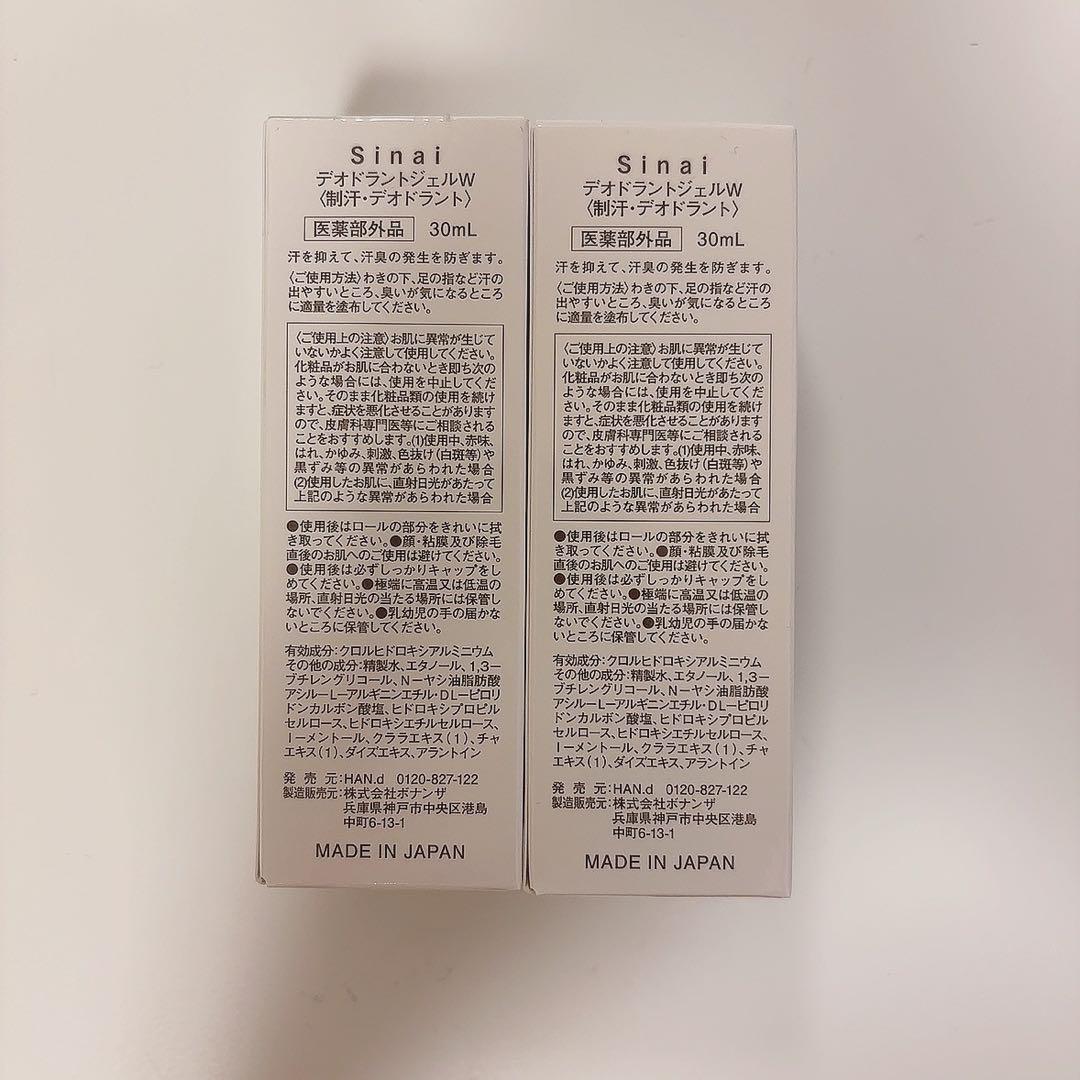 Sinai
デオドラントジェルW
〈制汗・デオドラント〉
医薬部外品 30mL
汗を抑えて、汗臭の発生を防ぎます。
〈ご使用方法〉わきの下、足の指など汗の
出やすいところ、臭いが気になるところ
に適量を塗布してください。
〈ご使用上の注意〉お肌に異常が生じて
いないかよく注意して使用してください。
化粧品がお肌に合わないとき即ち次の
ような場合には、使用を中止してくだ
さい。そのまま化粧品類の使用を続け
ますと、症状を悪化させることがあります
ので、皮膚科専門医等にご相談される
ことをおすすめします。(1)使用中、赤味、
はれ、かゆみ、刺激、色抜け(白斑等)や
黒ずみ等の異常があらわれた場合
(2)使用したお肌に、直射日光があたって
上記のような異常があらわれた場合
●使用後はロールの部分をきれいに拭
き取ってください。●顔・粘膜及び除毛
直後のお肌へのご使用は避けてください。
●使用後は必ずしっかりキャップをし
めてください。●極端に高温又は低温の
場所、直射日光の当たる場所には保管し
ないでください。●乳幼児の手の届かな
いところに保管してください。
有効成分:クロルヒドロキシアルミニウム
その他の成分:精製水、エタノール、1,3ー
ブチレングリコール、Nーヤシ油脂肪酸
アシルーLーアルギニンエチル・DLーピロリ
ドンカルボン酸塩、ヒドロキシプロピル
セルロース、ヒドロキシエチルセルロース、
lーメントール、クララエキス(1)、チャ
エキス(1)、ダイズエキス、アラントイン
発売元:HAN.d 0120-827-122
製造販売元:株式会社ボナンザ
兵庫県神戸市中央区港島
中町6-13-1
MADE IN JAPAN
Sinai
デオドラントジェルW
〈制汗・デオドラント〉
医薬部外品 30mL
汗を抑えて、汗臭の発生を防ぎます。
〈ご使用方法〉わきの下、足の指など汗の
出やすいところ、臭いが気になるところ
に適量を塗布してください。
〈ご使用上の注意〉お肌に異常が生じて
いないかよく注意して使用してください。
化粧品がお肌に合わないとき即ち次の
ような場合には、使用を中止してくだ
さい。そのまま化粧品類の使用を続け
ますと、症状を悪化させることがあります
ので、皮膚科専門医等にご相談される
ことをおすすめします。(1)使用中、赤味、
はれ、かゆみ、刺激、色抜け(白斑等)や
黒ずみ等の異常があらわれた場合
(2)使用したお肌に、直射日光があたって
上記のような異常があらわれた場合
●使用後はロールの部分をきれいに拭
き取ってください。●顔・粘膜及び除毛
直後のお肌へのご使用は避けてください。
●使用後は必ずしっかりキャップをし
めてください。●極端に高温又は低温の
場所、直射日光の当たる場所には保管し
ないでください。●乳幼児の手の届かな
いところに保管してください。
有効成分:クロルヒドロキシアルミニウム
その他の成分:精製水、エタノール、1,3ー
ブチレングリコール、Nーヤシ油脂肪酸
アシルーLーアルギニンエチル・DLーピロリ
ドンカルボン酸塩、ヒドロキシプロピル
セルロース、ヒドロキシエチルセルロース、
lーメントール、クララエキス(1)、チャ
エキス(1)、ダイズエキス、アラントイン
発売元:HAN.d 0120-827-122
製造販売元:株式会社ボナンザ
兵庫県神戸市中央区港島
中町6-13-1
MADE IN JAPAN